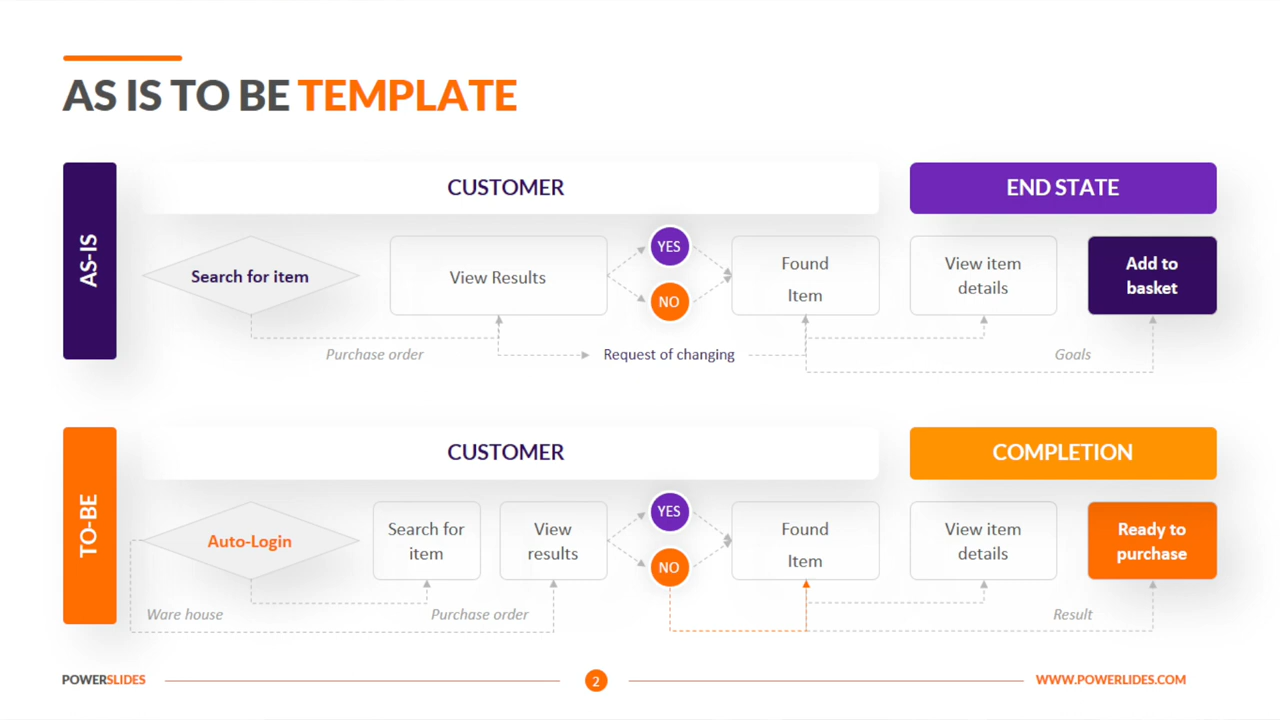 AS IS TO BE TEMPLATE
AS-IS
CUSTOMER
END STATE
Search for item
View Results
YES
NO
Found
Item
View item
details
Add to
basket
Purchase order
Request of changing
Goals
TO-BE
CUSTOMER
COMPLETION
Auto-Login
Search for
item
View
results
YES
NO
Found
Item
View item
details
Ready to
purchase
Ware house
Purchase order
Result
POWERSLIDES
2
WWW.POWERLIDES.COM